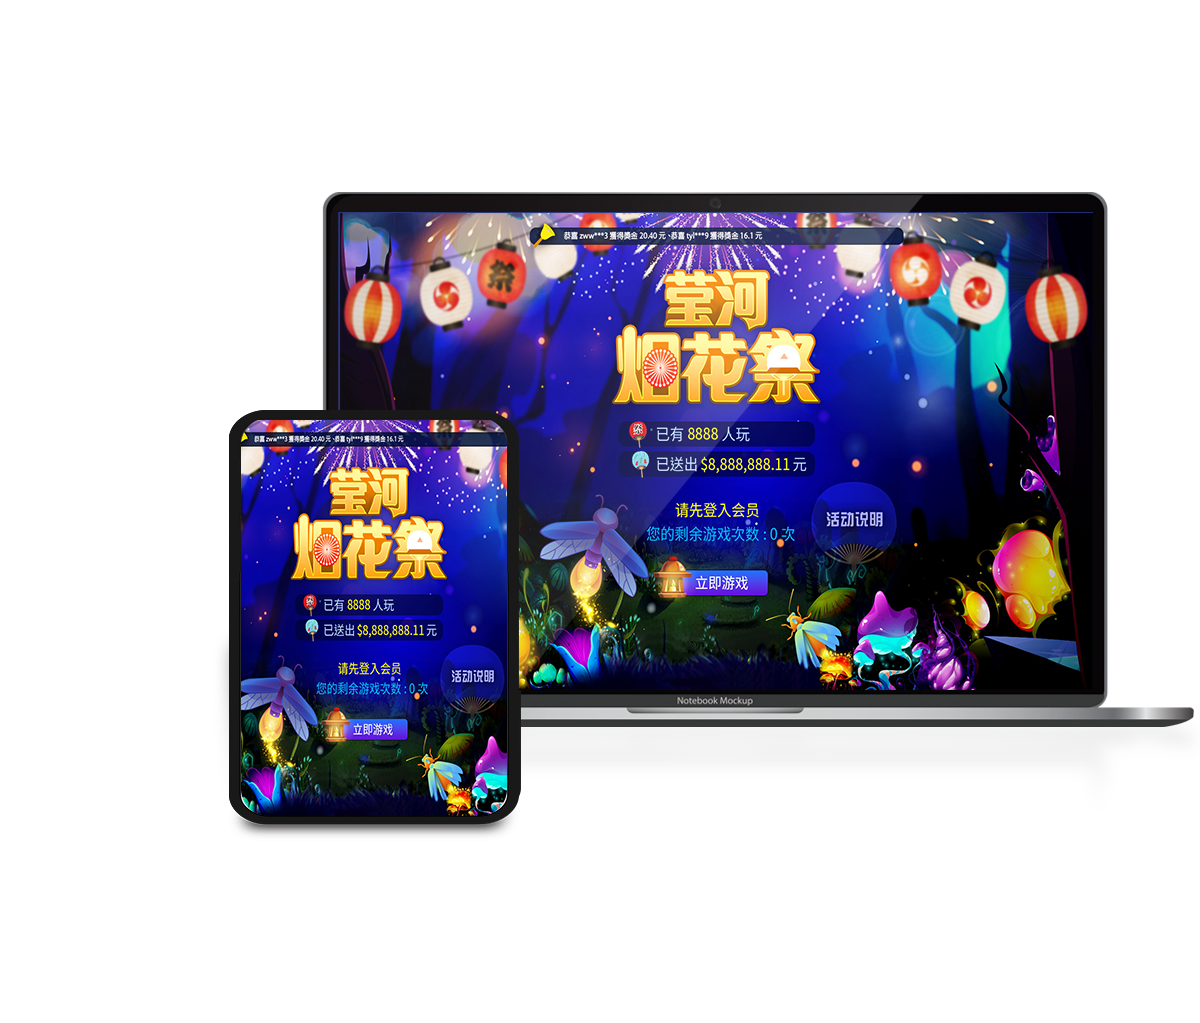 恭喜 zww***3 獲得獎金 20.40 元、恭喜 tyl***9 獲得獎金 16.1 元
祭
莹河
烟花祭
已有 8888 人玩
已送出 $8,888,888.11 元
请先登入会员
您的剩余游戏次数 : 0 次
活动说明
立即游戏
Notebook Mockup
恭喜 zww***3 獲得獎金 20.40 元、恭喜 tyl***9 獲得獎金 16.1 元
莹河
烟花祭
已有 8888 人玩
已送出 $8,888,888.11 元
请先登入会员
您的剩余游戏次数 : 0 次
活动说明
立即游戏